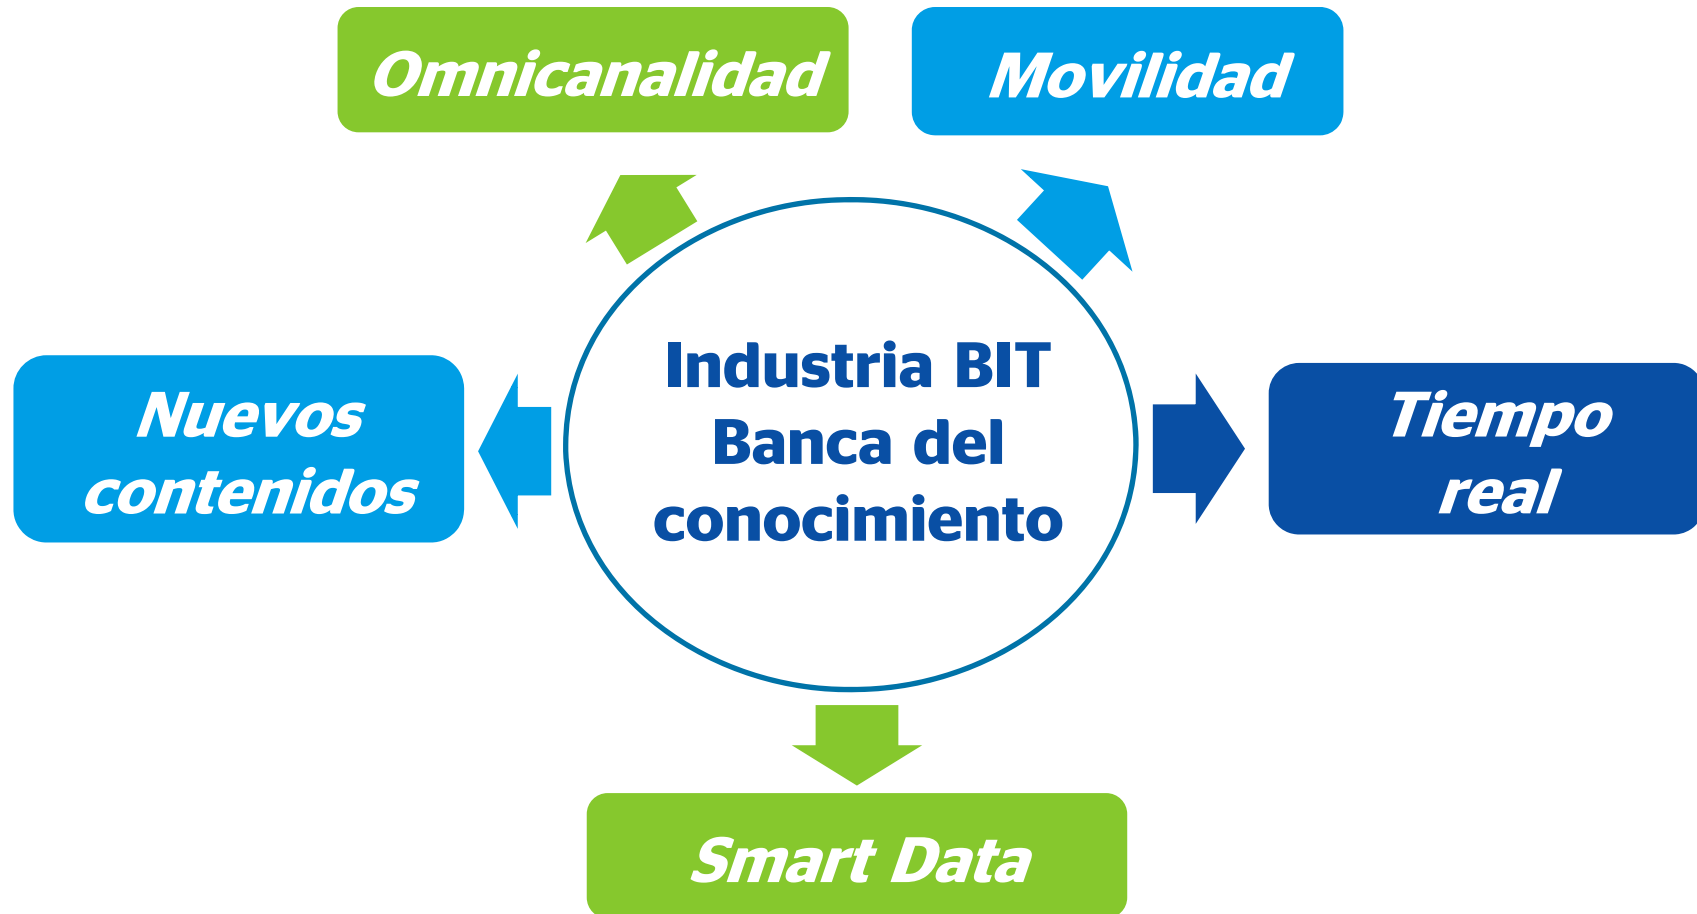 Omnicanalidad
Movilidad
Industria BIT
Banca del
conocimiento
Nuevos
contenidos
Tiempo
real
Smart Data